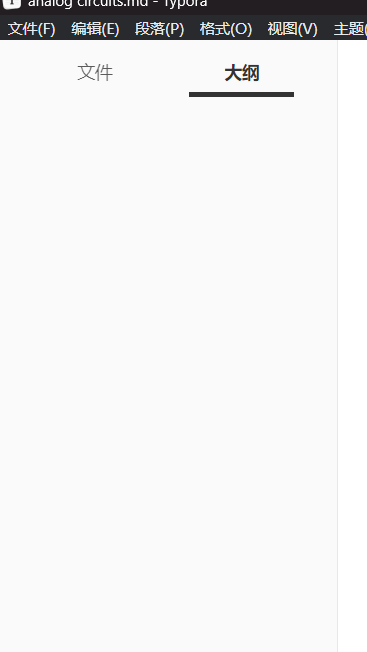 analog circuits.md - Typora
文件(F) 编辑(E) 段落(P) 格式(O) 视图(V) 主题(
文件 大纲